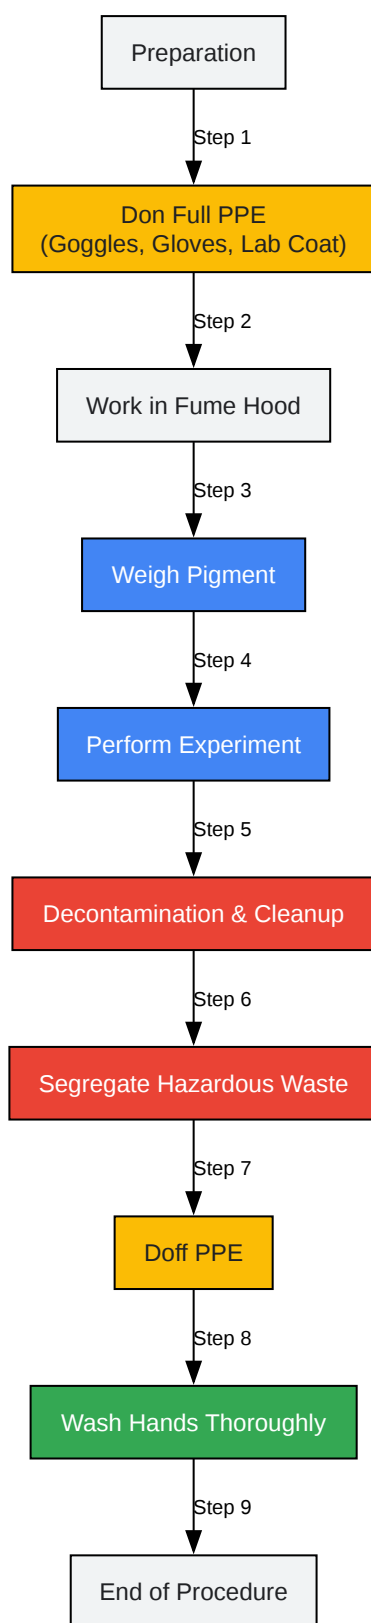 Preparation
Step 1
Don Full PPE
(Goggles, Gloves, Lab Coat)
Step 2
Work in Fume Hood
Step 3
Weigh Pigment
Step 4
Perform Experiment
Step 5
Decontamination & Cleanup
Step 6
Segregate Hazardous Waste
Step 7
Doff PPE
Step 8
Wash Hands Thoroughly
Step 9
End of Procedure